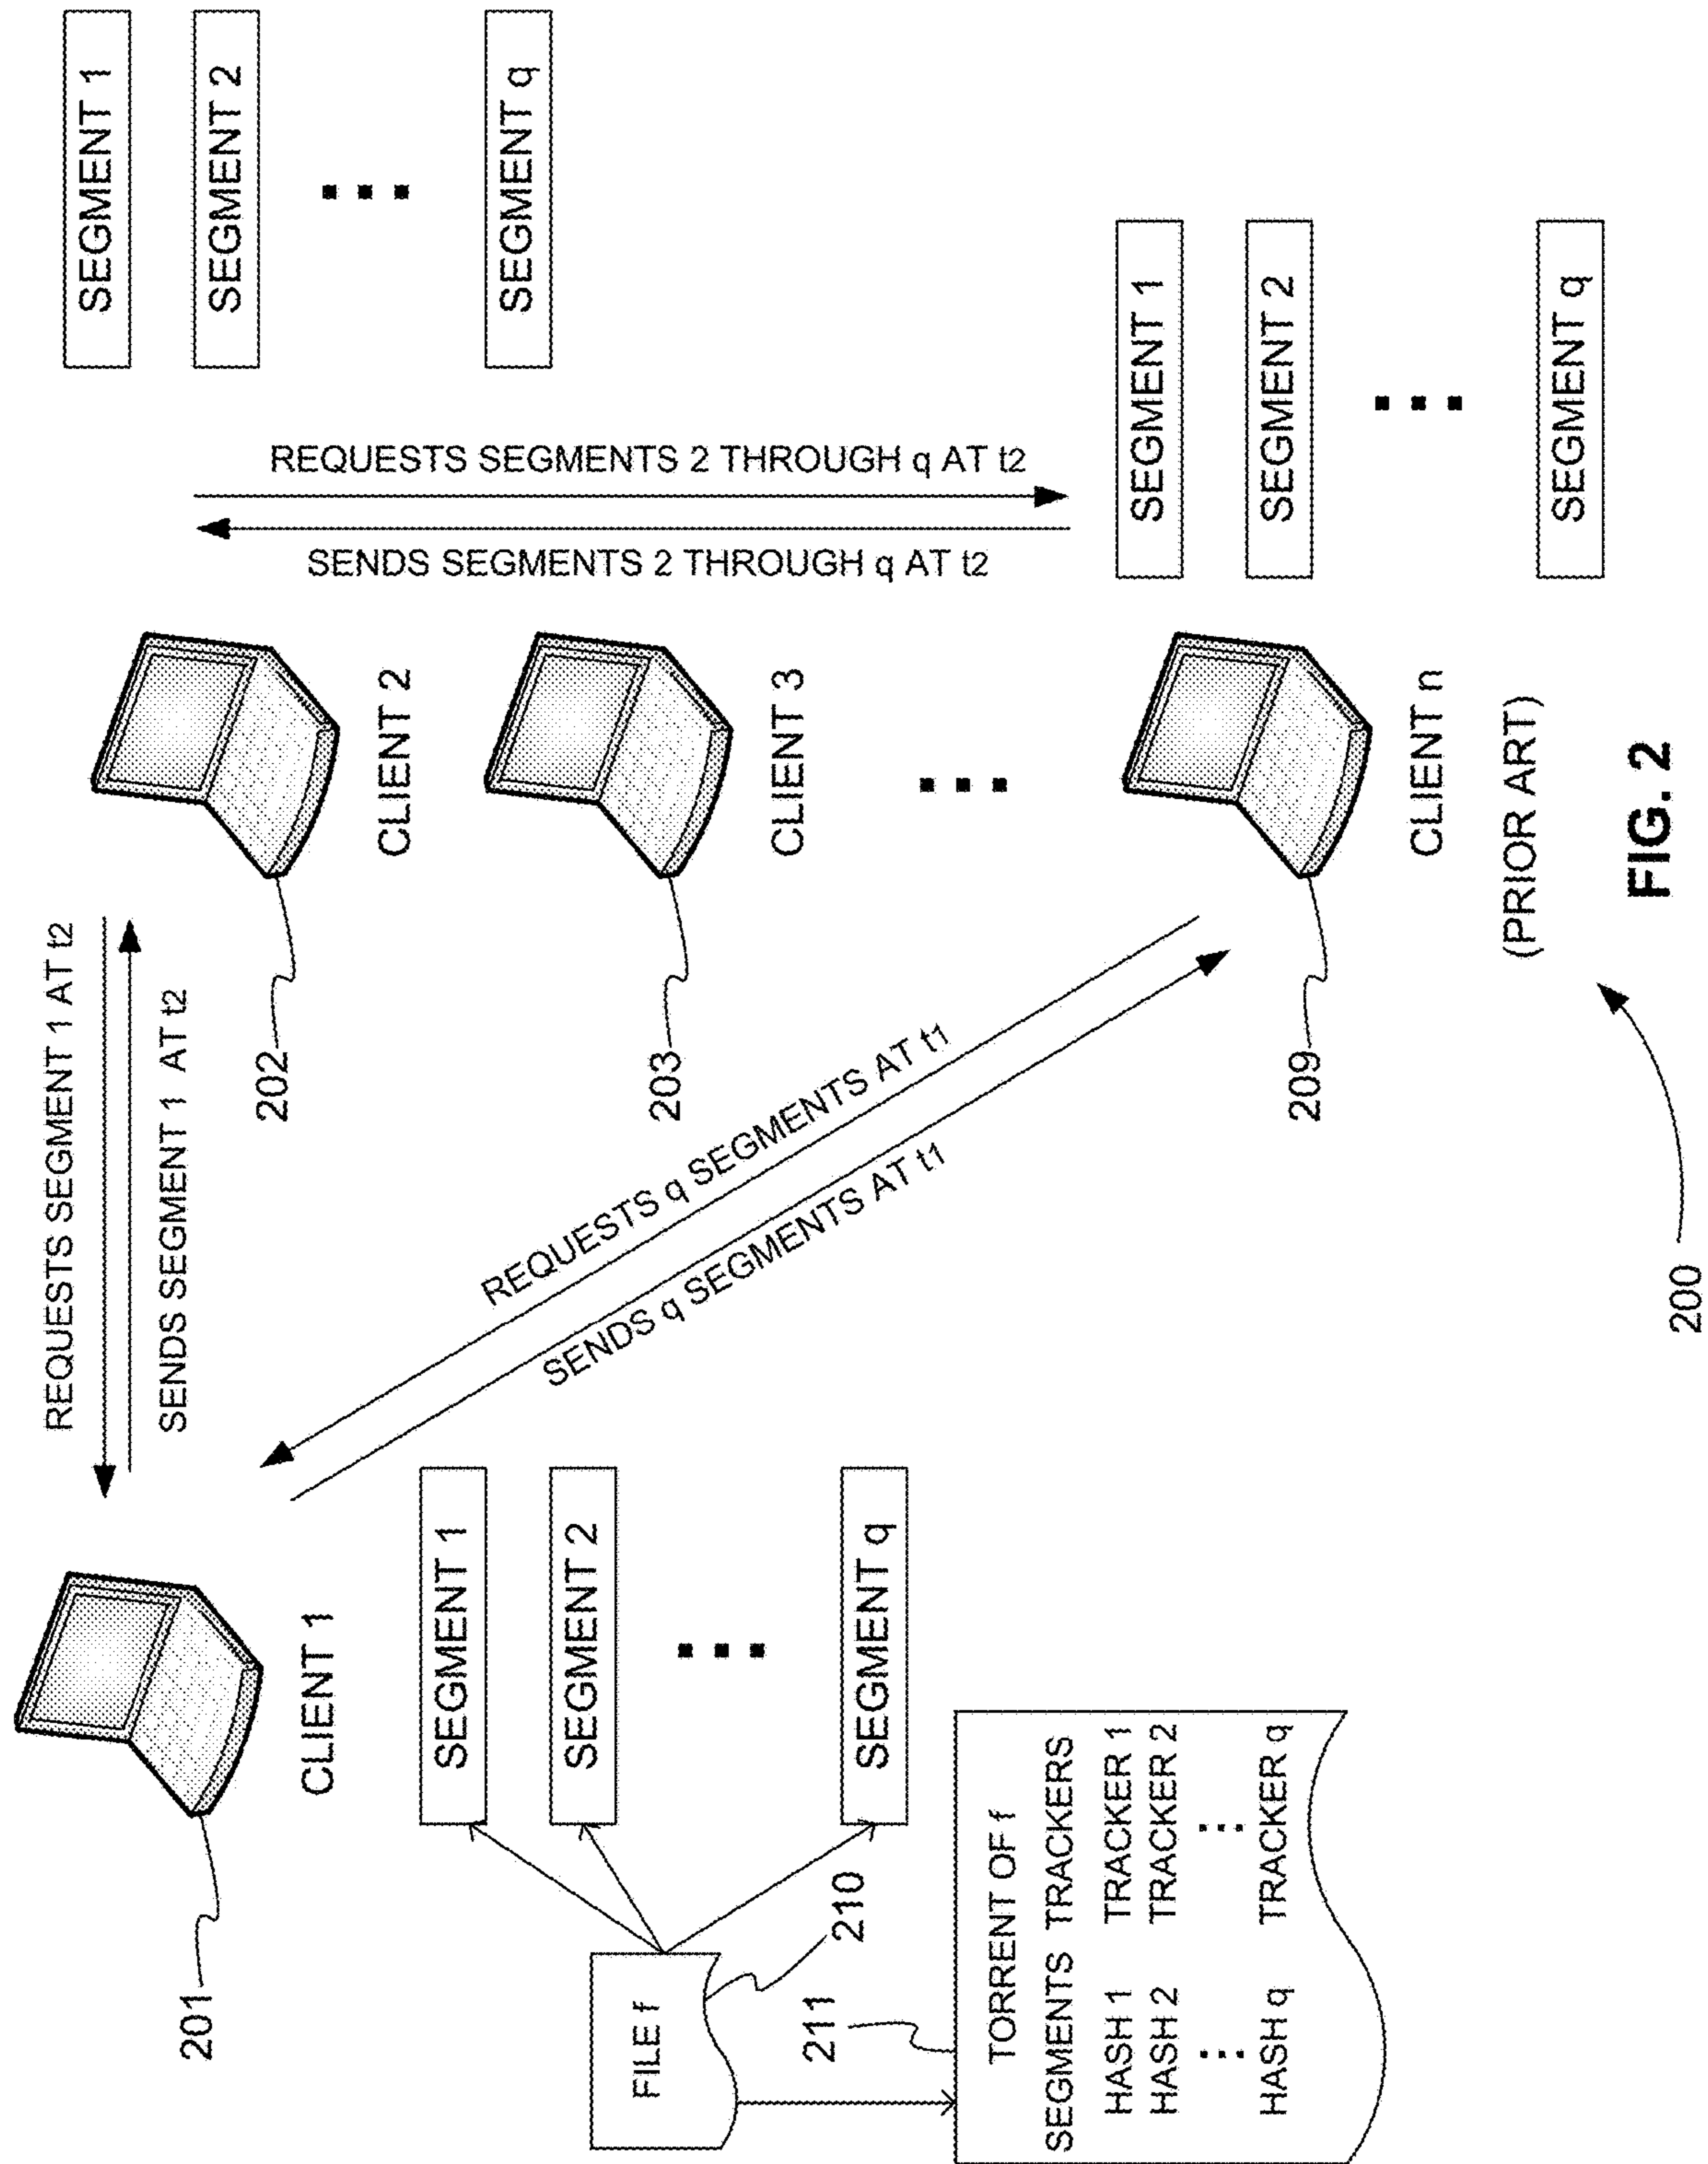 201
CLIENT 1
REQUESTS SEGMENT 1 AT t2
SENDS SEGMENT 1 AT t2
202
CLIENT 2
SEGMENT 1
SEGMENT 2
SEGMENT q
203
CLIENT 3
REQUESTS SEGMENTS 2 THROUGH q AT t2
SENDS SEGMENTS 2 THROUGH q AT t2
SEGMENT 1
SEGMENT 2
SEGMENT q
FILE f
210
REQUESTS q SEGMENTS AT t1
SENDS q SEGMENTS AT t1
211
TORRENT OF f
SEGMENTS TRACKERS
HASH 1 TRACKER 1
HASH 2 TRACKER 2
HASH q TRACKER q
209
CLIENT n
SEGMENT 1
SEGMENT 2
SEGMENT q
(PRIOR ART)
FIG. 2
200